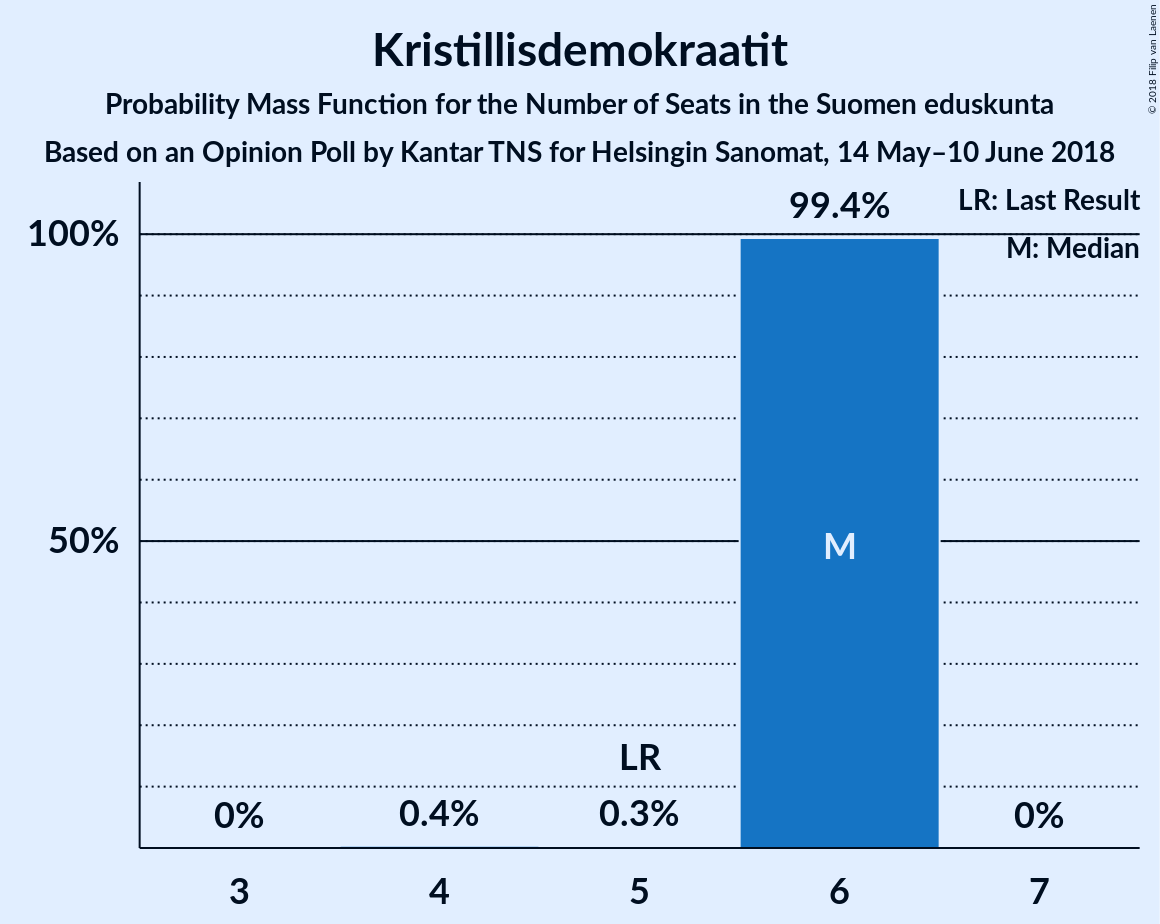 Kristillisdemokraatit
Probability Mass Function for the Number of Seats in the Suomen eduskunta
Based on an Opinion Poll by Kantar TNS for Helsingin Sanomat, 14 May–10 June 2018
© 2018 Filip van Laenen
LR: Last Result
M: Median
99.4%
100%
50%
M
LR
0%
0.4%
0.3%
0%
3
4
5
6
7